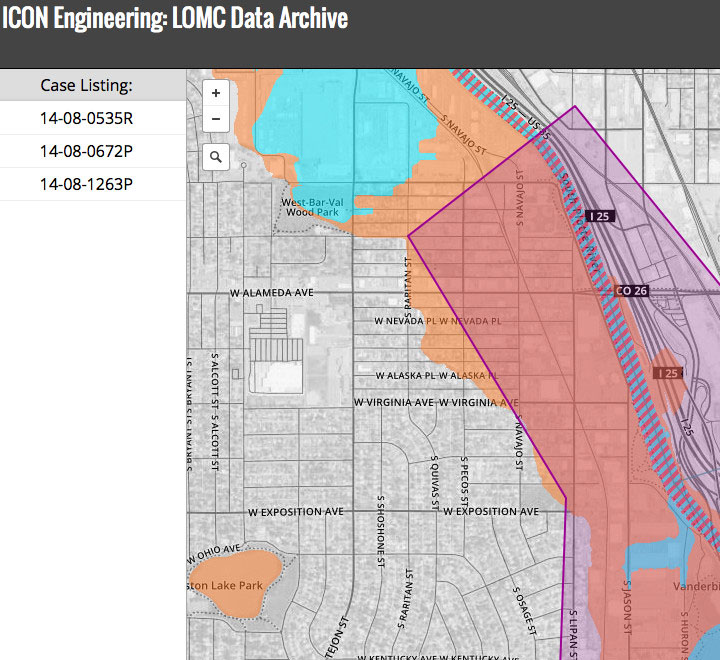 ICON Engineering: LOMC Data Archive
Case Listing:
14-08-0535R
14-08-0672P
14-08-1263P
+
−
NAVAJO ST
S NAVAJO ST
I-25 — US 85
S NAVAJO ST
South Platte River
West-Bar-Val
Wood Park
I 25
W ALAMEDA AVE
S RARITAN ST
CO 26
W NEVADA PL W NEVADA PL
W ALASKA PL W ALASKA PL
I 25
I-25
S ALCOTT ST S ALCOTT ST
W VIRGINIA AVE W VIRGINIA AVE
S NAVAJO ST
S QUIVAS ST
S PECOS ST
W EXPOSITION AVE
W EXPOSITION AVE
S SHOSHONE ST
W OHIO AVE
ston Lake Park
S RARITAN ST
S OSAGE ST
S LIPAN ST
S JASON ST
Vanderbi
S HURON
TEJON ST
W KENTUCKY AVE W KENTUCKY AVE